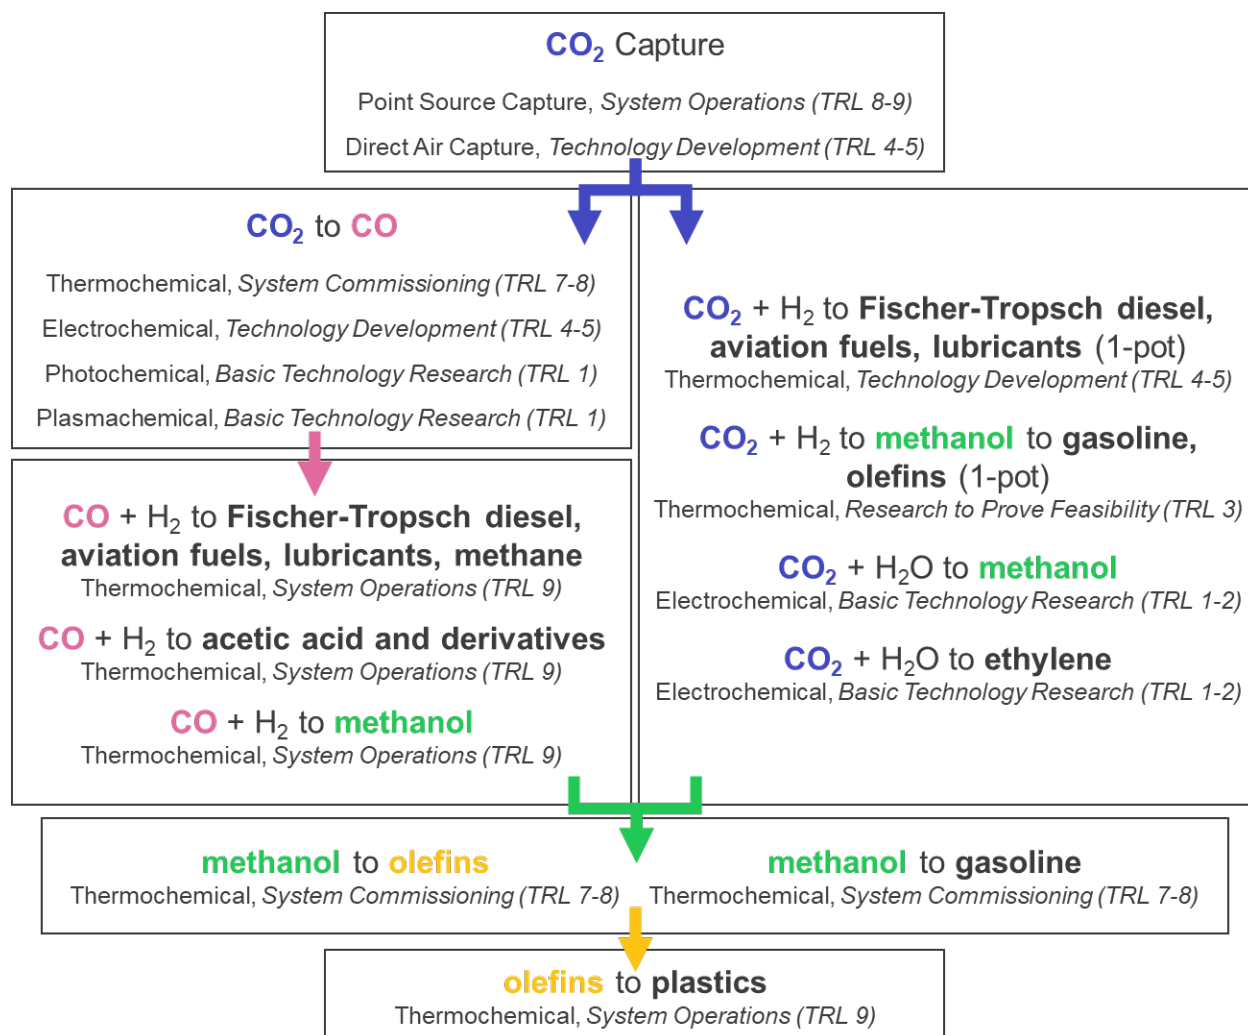 CO₂ Capture
Point Source Capture, System Operations (TRL 8-9)
Direct Air Capture, Technology Development (TRL 4-5)
CO₂ to CO
Thermochemical, System Commissioning (TRL 7-8)
Electrochemical, Technology Development (TRL 4-5)
Photochemical, Basic Technology Research (TRL 1)
Plasmachemical, Basic Technology Research (TRL 1)
CO + H₂ to Fischer-Tropsch diesel,
aviation fuels, lubricants, methane
Thermochemical, System Operations (TRL 9)
CO + H₂ to acetic acid and derivatives
Thermochemical, System Operations (TRL 9)
CO + H₂ to methanol
Thermochemical, System Operations (TRL 9)
CO₂ + H₂ to Fischer-Tropsch diesel,
aviation fuels, lubricants (1-pot)
Thermochemical, Technology Development (TRL 4-5)
CO₂ + H₂ to methanol to gasoline,
olefins (1-pot)
Thermochemical, Research to Prove Feasibility (TRL 3)
CO₂ + H₂O to methanol
Electrochemical, Basic Technology Research (TRL 1-2)
CO₂ + H₂O to ethylene
Electrochemical, Basic Technology Research (TRL 1-2)
methanol to olefins
Thermochemical, System Commissioning (TRL 7-8)
methanol to gasoline
Thermochemical, System Commissioning (TRL 7-8)
olefins to plastics
Thermochemical, System Operations (TRL 9)